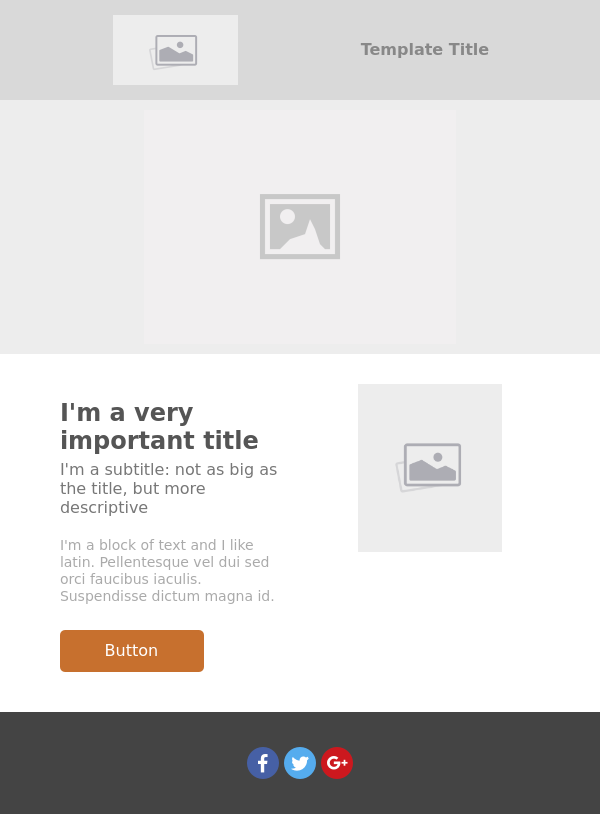 Template Title
I'm a very
important title
I'm a subtitle: not as big as
the title, but more
descriptive
I'm a block of text and I like
latin. Pellentesque vel dui sed
orci faucibus iaculis.
Suspendisse dictum magna id.
Button